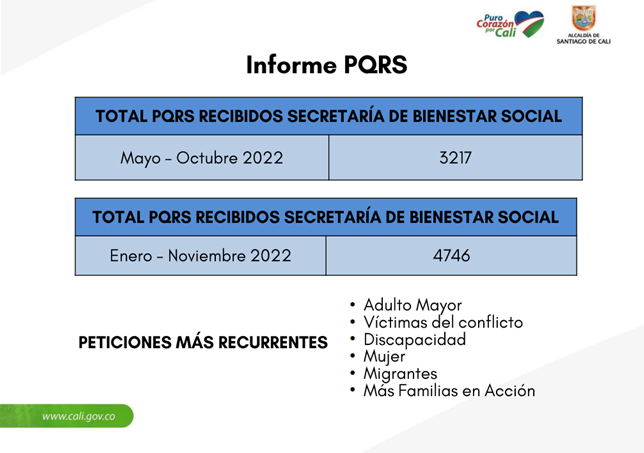 Puro
Corazón
por
Cali
ALCALDÍA DE
SANTIAGO DE CALI
Informe PQRS
TOTAL PQRS RECIBIDOS SECRETARÍA DE BIENESTAR SOCIAL
Mayo - Octubre 2022 3217
TOTAL PQRS RECIBIDOS SECRETARÍA DE BIENESTAR SOCIAL
Enero - Noviembre 2022 4746
PETICIONES MÁS RECURRENTES
• Adulto Mayor
• Víctimas del conflicto
• Discapacidad
• Mujer
• Migrantes
• Más Familias en Acción
www.cali.gov.co